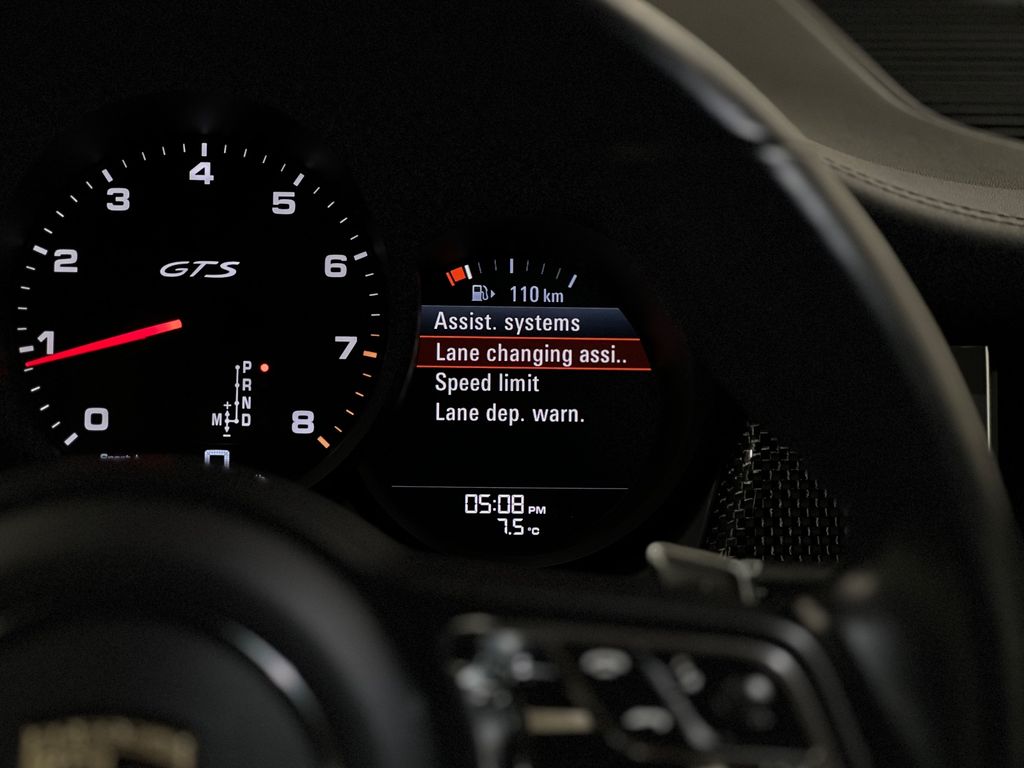 0
1
2
3
4
5
6
7
8
GTS
P
R
N
M D
+
-
0
110 km
Assist. systems
Lane changing assi..
Speed limit
Lane dep. warn.
05:08 PM
7.5 °C